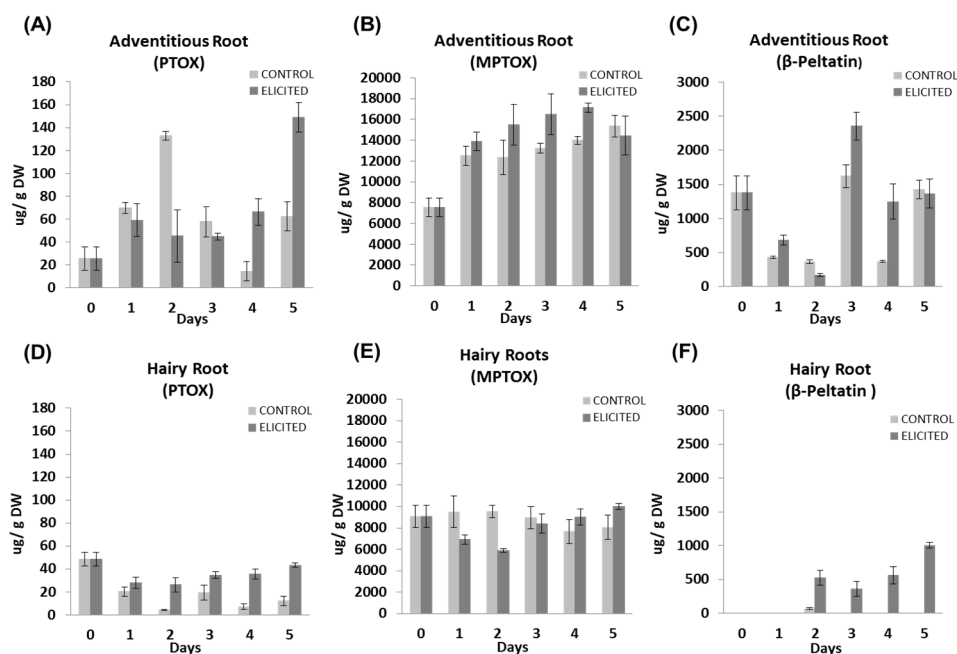 (A)
Adventitious Root
(PTOX)
CONTROL
ELICITED
180
160
140
120
100
80
60
40
20
0
ug/ g DW
0 1 2 3 4 5
Days
(B)
Adventitious Root
(MPTOX)
CONTROL
ELICITED
20000
18000
16000
14000
12000
10000
8000
6000
4000
2000
0
ug/ g DW
0 1 2 3 4 5
Days
(C)
Adventitious Root
(β-Peltatin)
CONTROL
ELICITED
3000
2500
2000
1500
1000
500
0
ug/ g DW
0 1 2 3 4 5
Days
(D)
Hairy Root
(PTOX)
CONTROL
ELICITED
180
160
140
120
100
80
60
40
20
0
ug/ g DW
0 1 2 3 4 5
Days
(E)
Hairy Roots
(MPTOX)
CONTROL
ELICITED
20000
18000
16000
14000
12000
10000
8000
6000
4000
2000
0
ug/ g DW
0 1 2 3 4 5
Days
(F)
Hairy Root
(β-Peltatin )
CONTROL
ELICITED
3000
2500
2000
1500
1000
500
0
ug/ g DW
0 1 2 3 4 5
Days